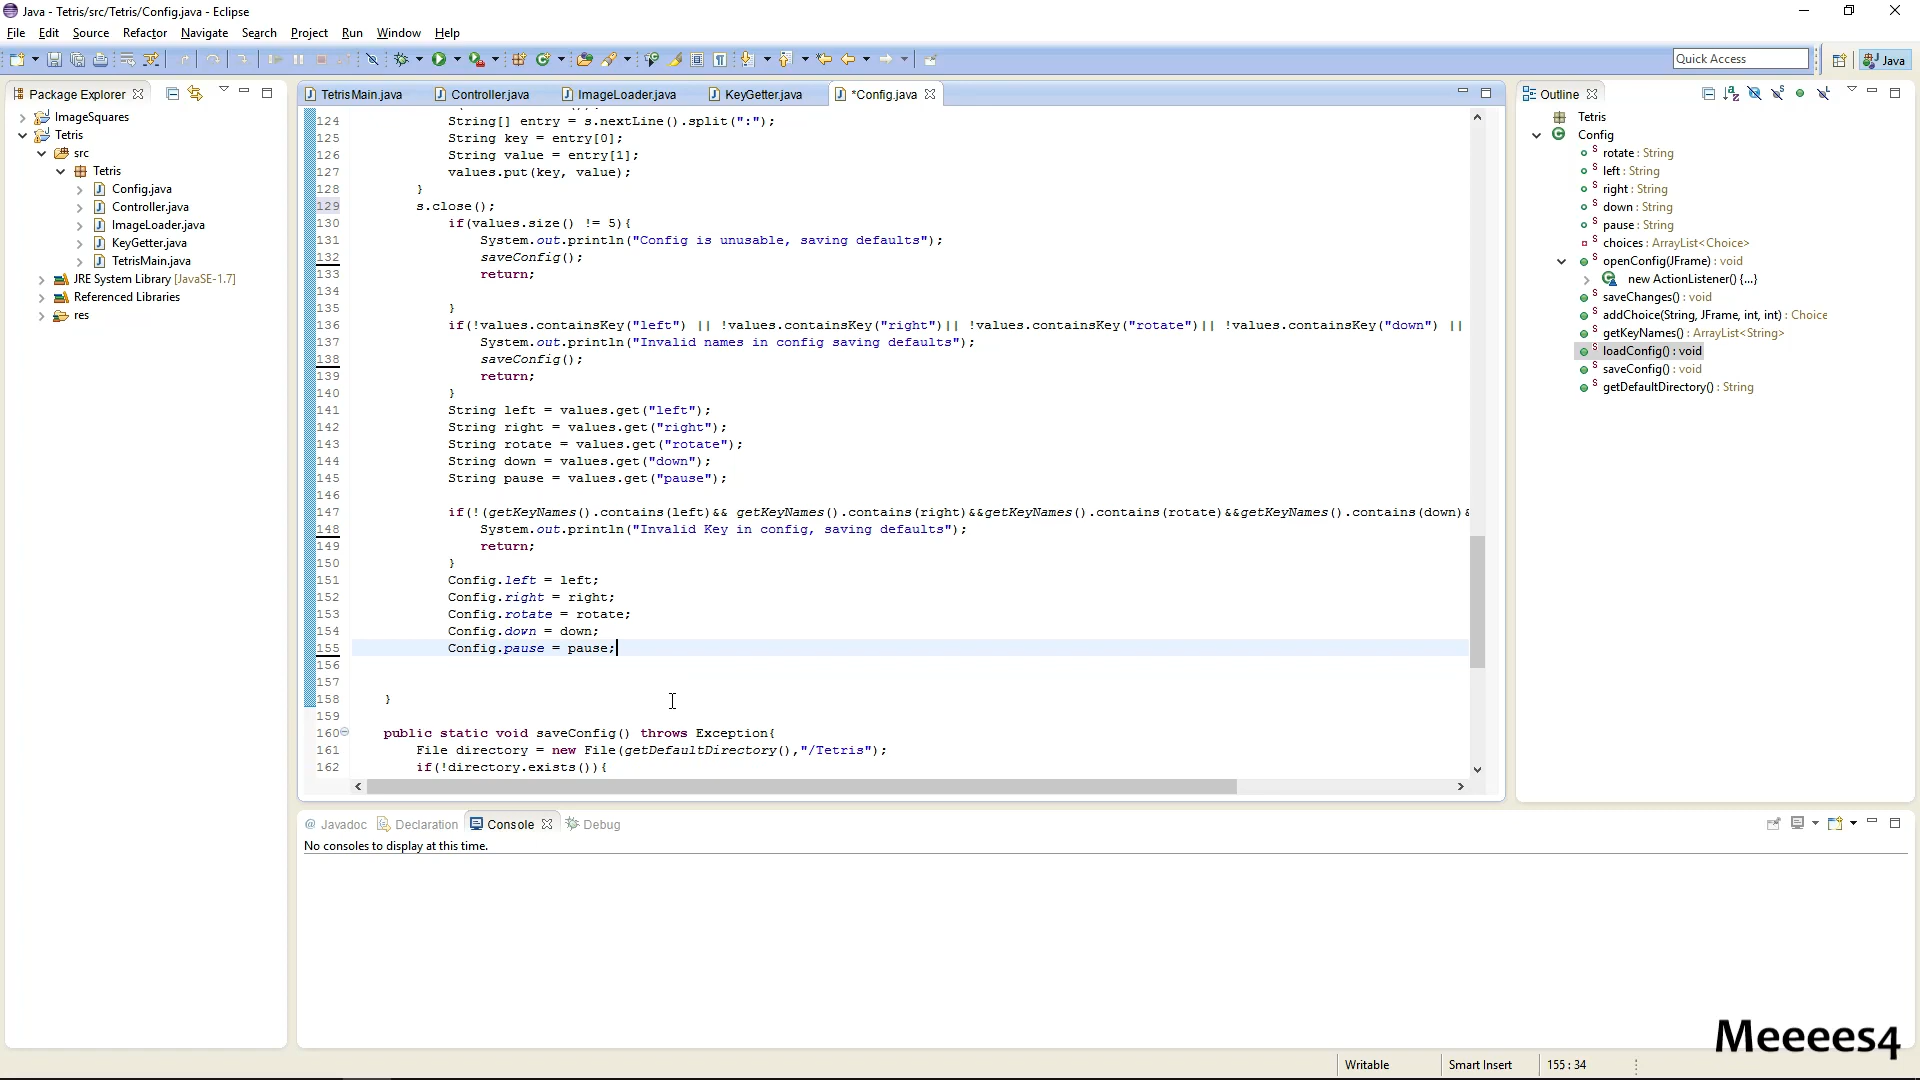 Java - Tetris/src/Tetris/Config.java - Eclipse
File Edit Source Refactor Navigate Search Project Run Window Help
Quick Access
Java
Package Explorer
ImageSquares
Tetris
src
Tetris
Config.java
Controller.java
ImageLoader.java
KeyGetter.java
TetrisMain.java
JRE System Library [JavaSE-1.7]
Referenced Libraries
res
TetrisMain.java Controller.java ImageLoader.java KeyGetter.java *Config.java
124 String[] entry = s.nextLine().split(":");
125 String key = entry[0];
126 String value = entry[1];
127 values.put(key, value);
128 }
129 s.close();
130 if(values.size() != 5){
131 System.out.println("Config is unusable, saving defaults");
132 saveConfig();
133 return;
134
135 }
136 if(!values.containsKey("left") || !values.containsKey("right")|| !values.containsKey("rotate")|| !values.containsKey("down") ||
137 System.out.println("Invalid names in config saving defaults");
138 saveConfig();
139 return;
140 }
141 String left = values.get("left");
142 String right = values.get("right");
143 String rotate = values.get("rotate");
144 String down = values.get("down");
145 String pause = values.get("pause");
146
147 if(!(getKeyNames().contains(left)&& getKeyNames().contains(right)&&getKeyNames().contains(rotate)&&getKeyNames().contains(down)&
148 System.out.println("Invalid Key in config, saving defaults");
149 return;
150 }
151 Config.left = left;
152 Config.right = right;
153 Config.rotate = rotate;
154 Config.down = down;
155 Config.pause = pause;
156
157
158 }
159
160 public static void saveConfig() throws Exception{
161 File directory = new File(getDefaultDirectory(),"/Tetris");
162 if(!directory.exists()){
Outline
Tetris
Config
rotate : String
left : String
right : String
down : String
pause : String
choices : ArrayList<Choice>
openConfig(JFrame) : void
new ActionListener() {...}
saveChanges() : void
addChoice(String, JFrame, int, int) : Choice
getKeyNames() : ArrayList<String>
loadConfig() : void
saveConfig() : void
getDefaultDirectory() : String
Javadoc Declaration Console Debug
No consoles to display at this time.
Meeees4
Writable Smart Insert 155 : 34